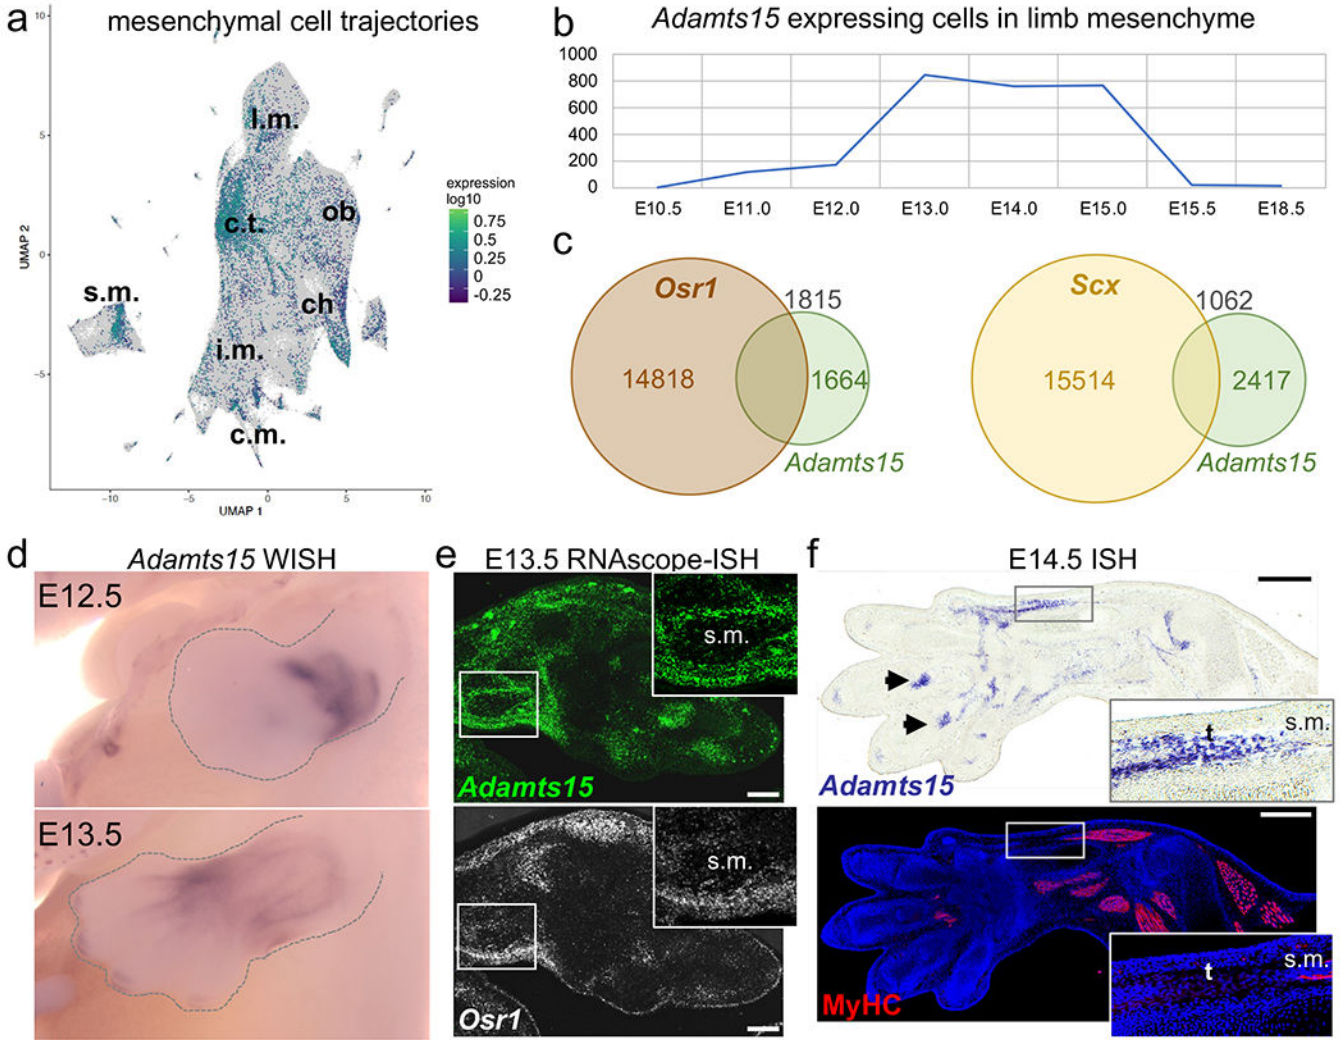 a
mesenchymal cell trajectories
10
5
0
−5
UMAP 2
−10
−5
0
5
10
UMAP 1
l.m.
c.t.
ob
s.m.
ch
i.m.
c.m.
expression
log10
0.75
0.5
0.25
0
-0.25
b
Adamts15 expressing cells in limb mesenchyme
1000
800
600
400
200
0
E10.5 E11.0 E12.0 E13.0 E14.0 E15.0 E15.5 E18.5
c
Osr1
1815
14818
1664
Adamts15
Scx
1062
15514
2417
Adamts15
d
Adamts15 WISH
E12.5
E13.5
e
E13.5 RNAscope-ISH
s.m.
Adamts15
s.m.
Osr1
f
E14.5 ISH
t
s.m.
Adamts15
t
s.m.
MyHC